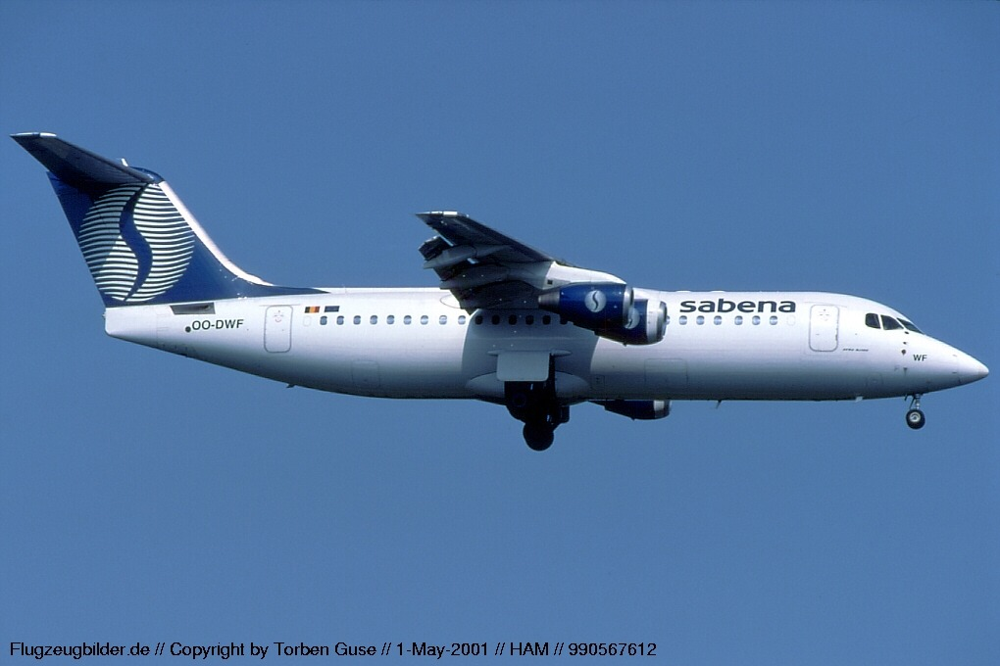 sabena
OO-DWF
WF
Flugzeugbilder.de // Copyright by Torben Guse // 1-May-2001 // HAM // 990567612